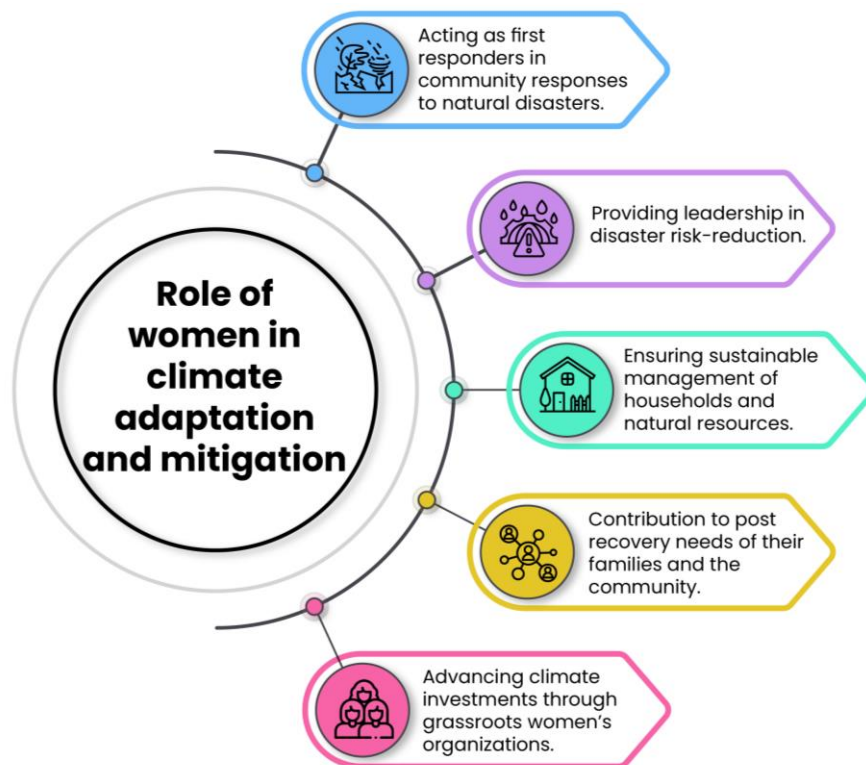 Role of
women in
climate
adaptation
and mitigation
Acting as first
responders in
community responses
to natural disasters.
Providing leadership in
disaster risk-reduction.
Ensuring sustainable
management of
households and
natural resources.
Contribution to post
recovery needs of their
families and the
community.
Advancing climate
investments through
grassroots women's
organizations.